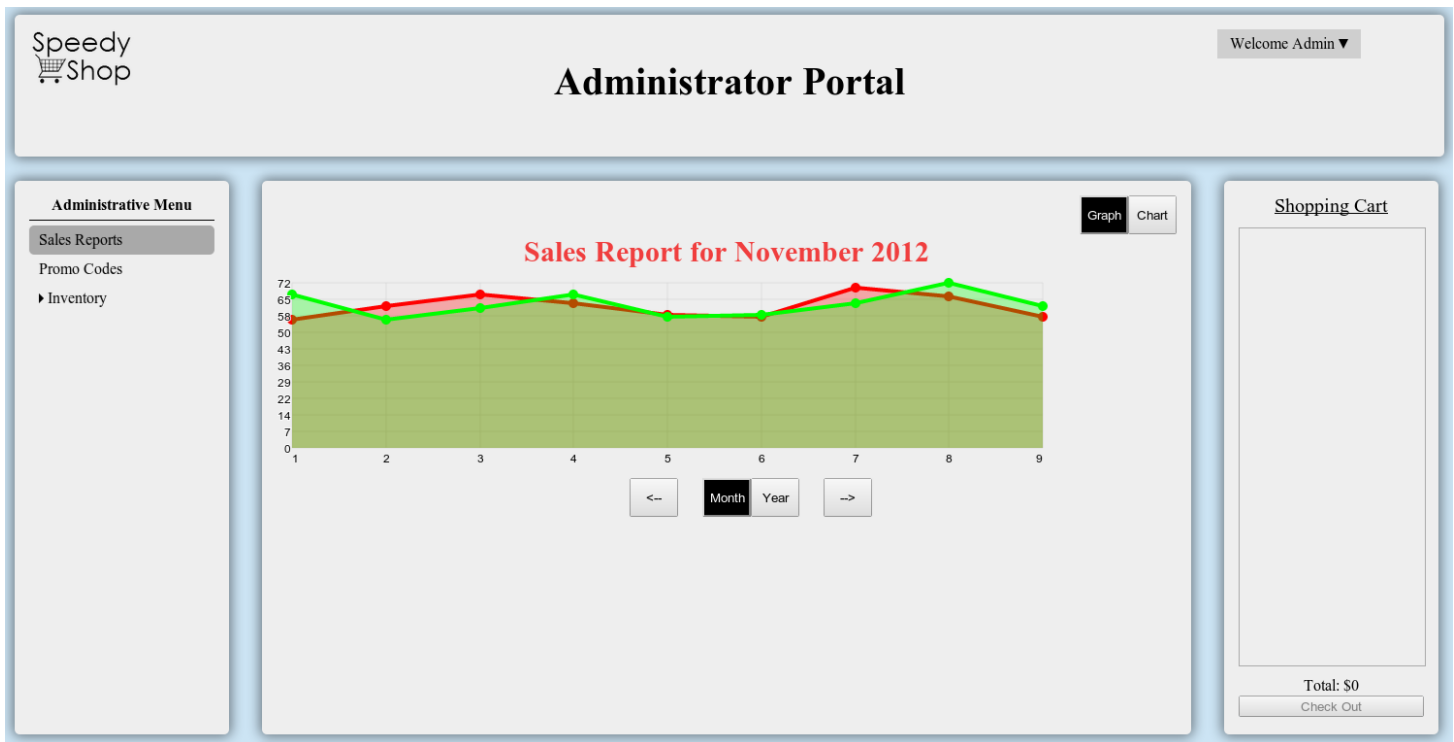 Speedy
Shop
Welcome Admin ▼
Administrator Portal
Administrative Menu
Sales Reports
Promo Codes
Inventory
Graph Chart
Sales Report for November 2012
72
65
58
50
43
36
29
22
14
7
0
1 2 3 4 5 6 7 8 9
<-- Month Year -->
Shopping Cart
Total: $0
Check Out